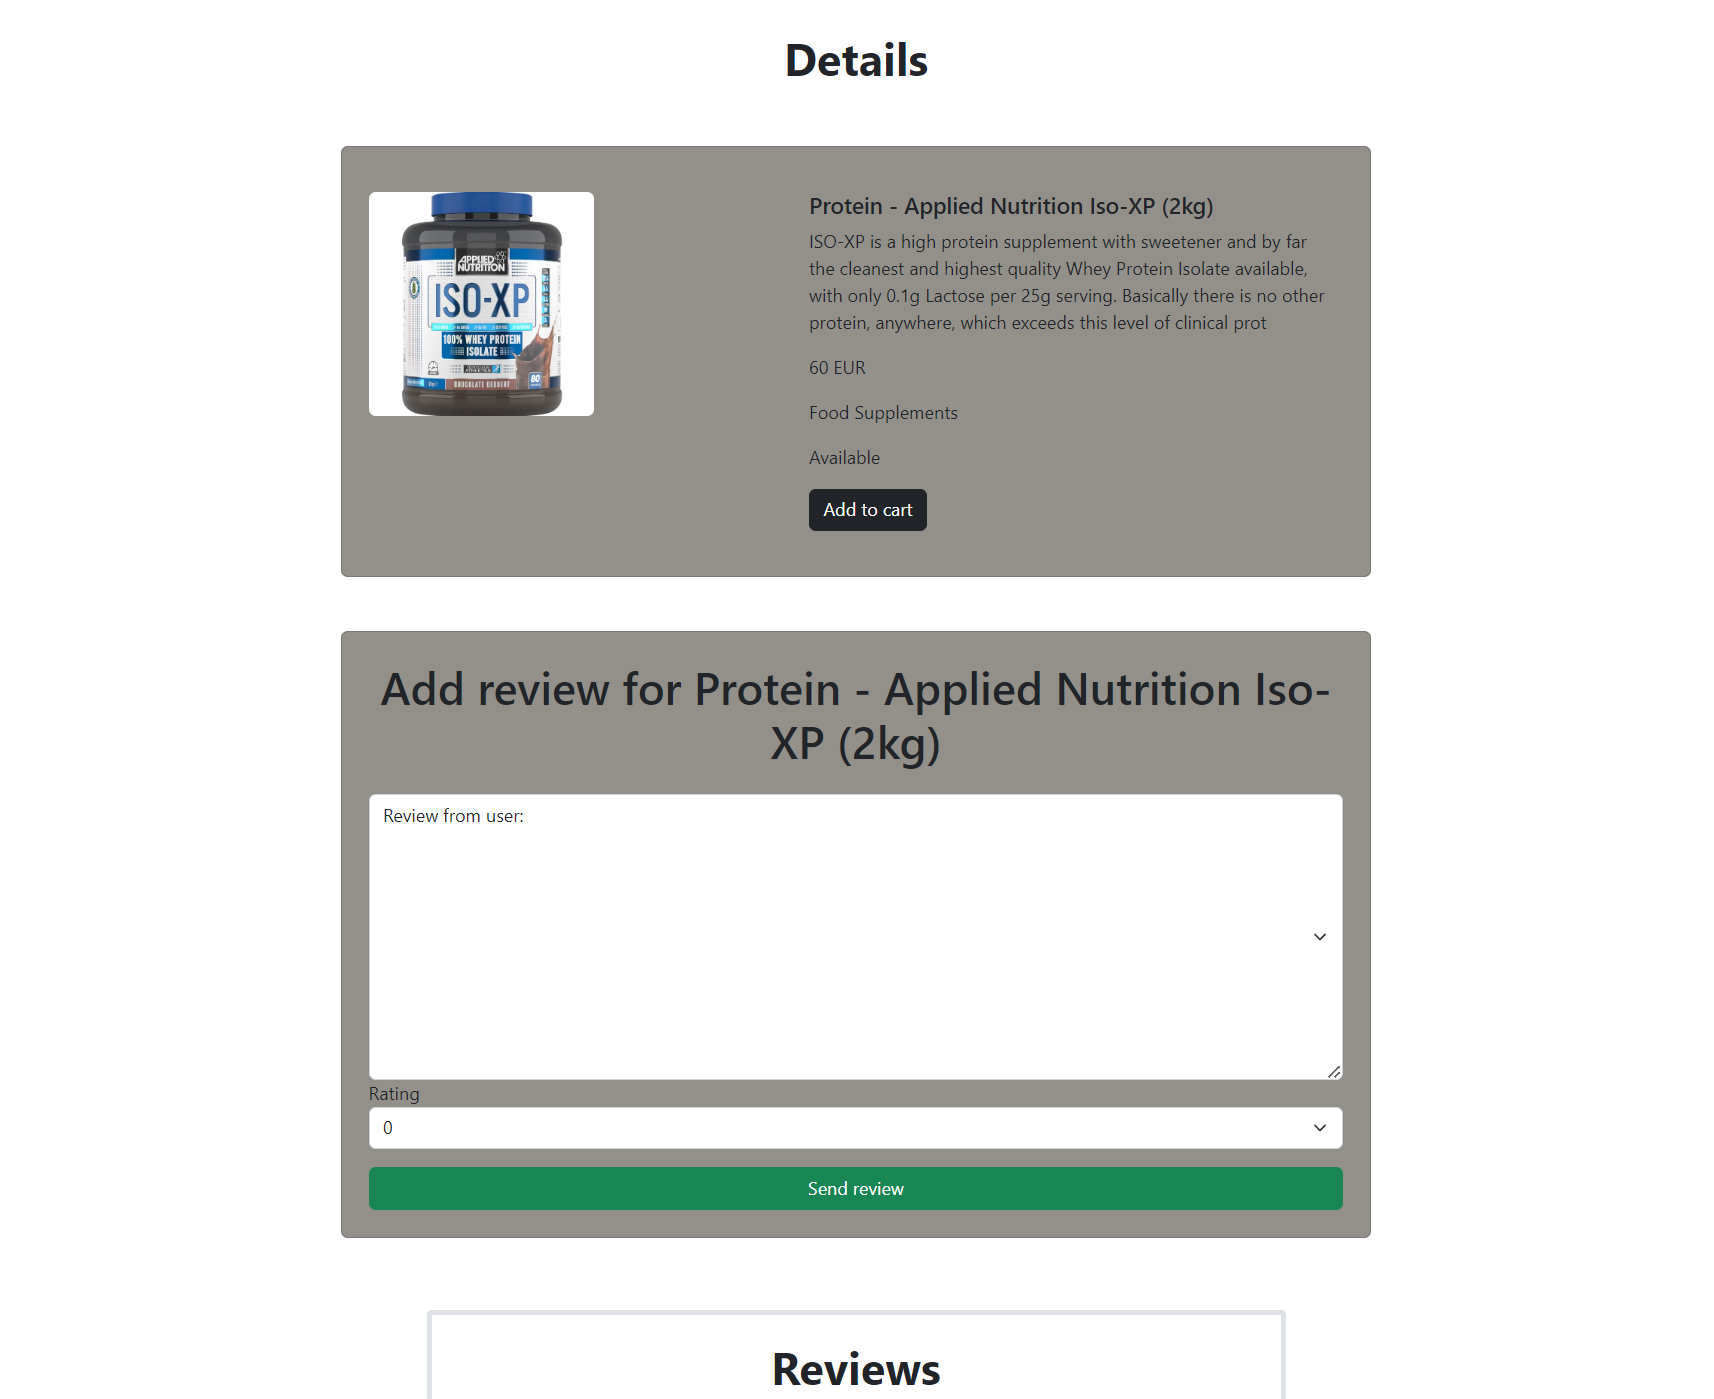 Details
APPLIED
NUTRITION
ISO-XP
100% WHEY PROTEIN
ISOLATE
CHOCOLATE DESSERT
80
Protein - Applied Nutrition Iso-XP (2kg)
ISO-XP is a high protein supplement with sweetener and by far
the cleanest and highest quality Whey Protein Isolate available,
with only 0.1g Lactose per 25g serving. Basically there is no other
protein, anywhere, which exceeds this level of clinical prot
60 EUR
Food Supplements
Available
Add to cart
Add review for Protein - Applied Nutrition Iso-
XP (2kg)
Review from user:
Rating
0
Send review
Reviews